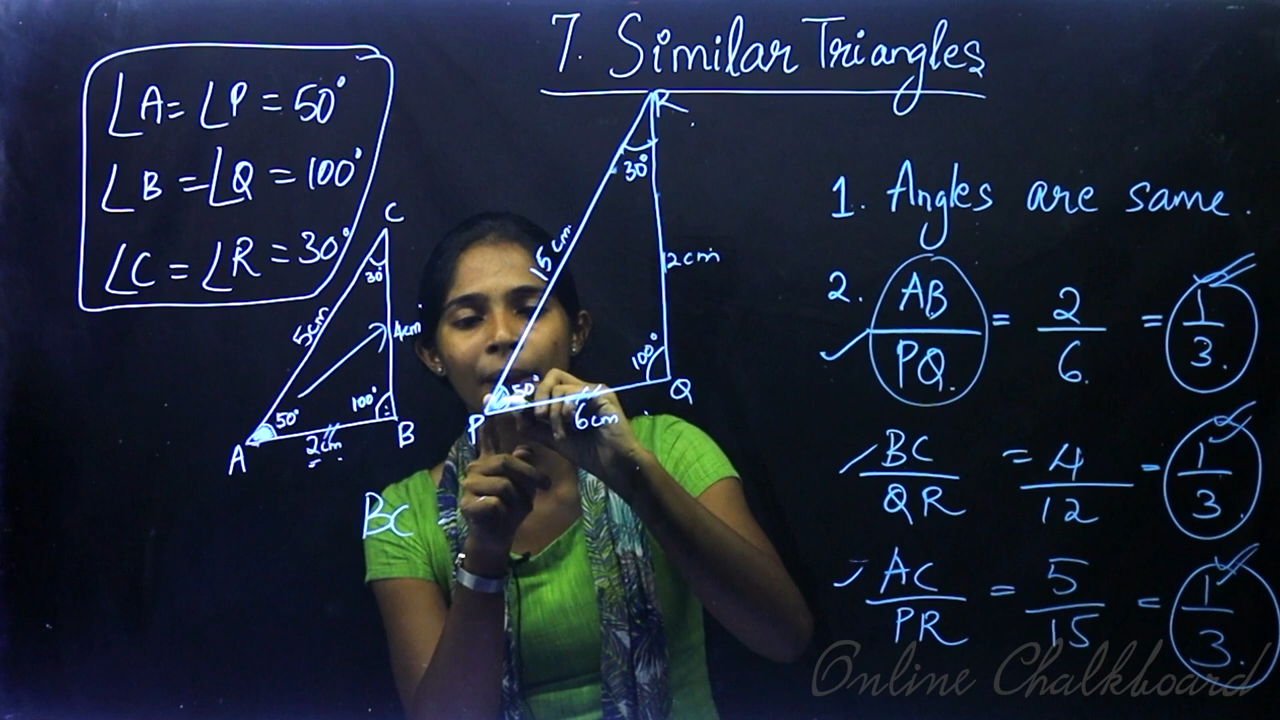 7. Similar Triangles
∠A = ∠P = 50°
∠B = ∠Q = 100°
∠C = ∠R = 30°
C
30°
5cm
4cm
50°
100°
A
2cm
B
BC
R
30°
15cm
12cm
50°
100°
P
6cm
Q
1. Angles are same.
2. AB/PQ = 2/6 = 1/3
BC/QR = 4/12 = 1/3
AC/PR = 5/15 = 1/3
Online Chalkboard